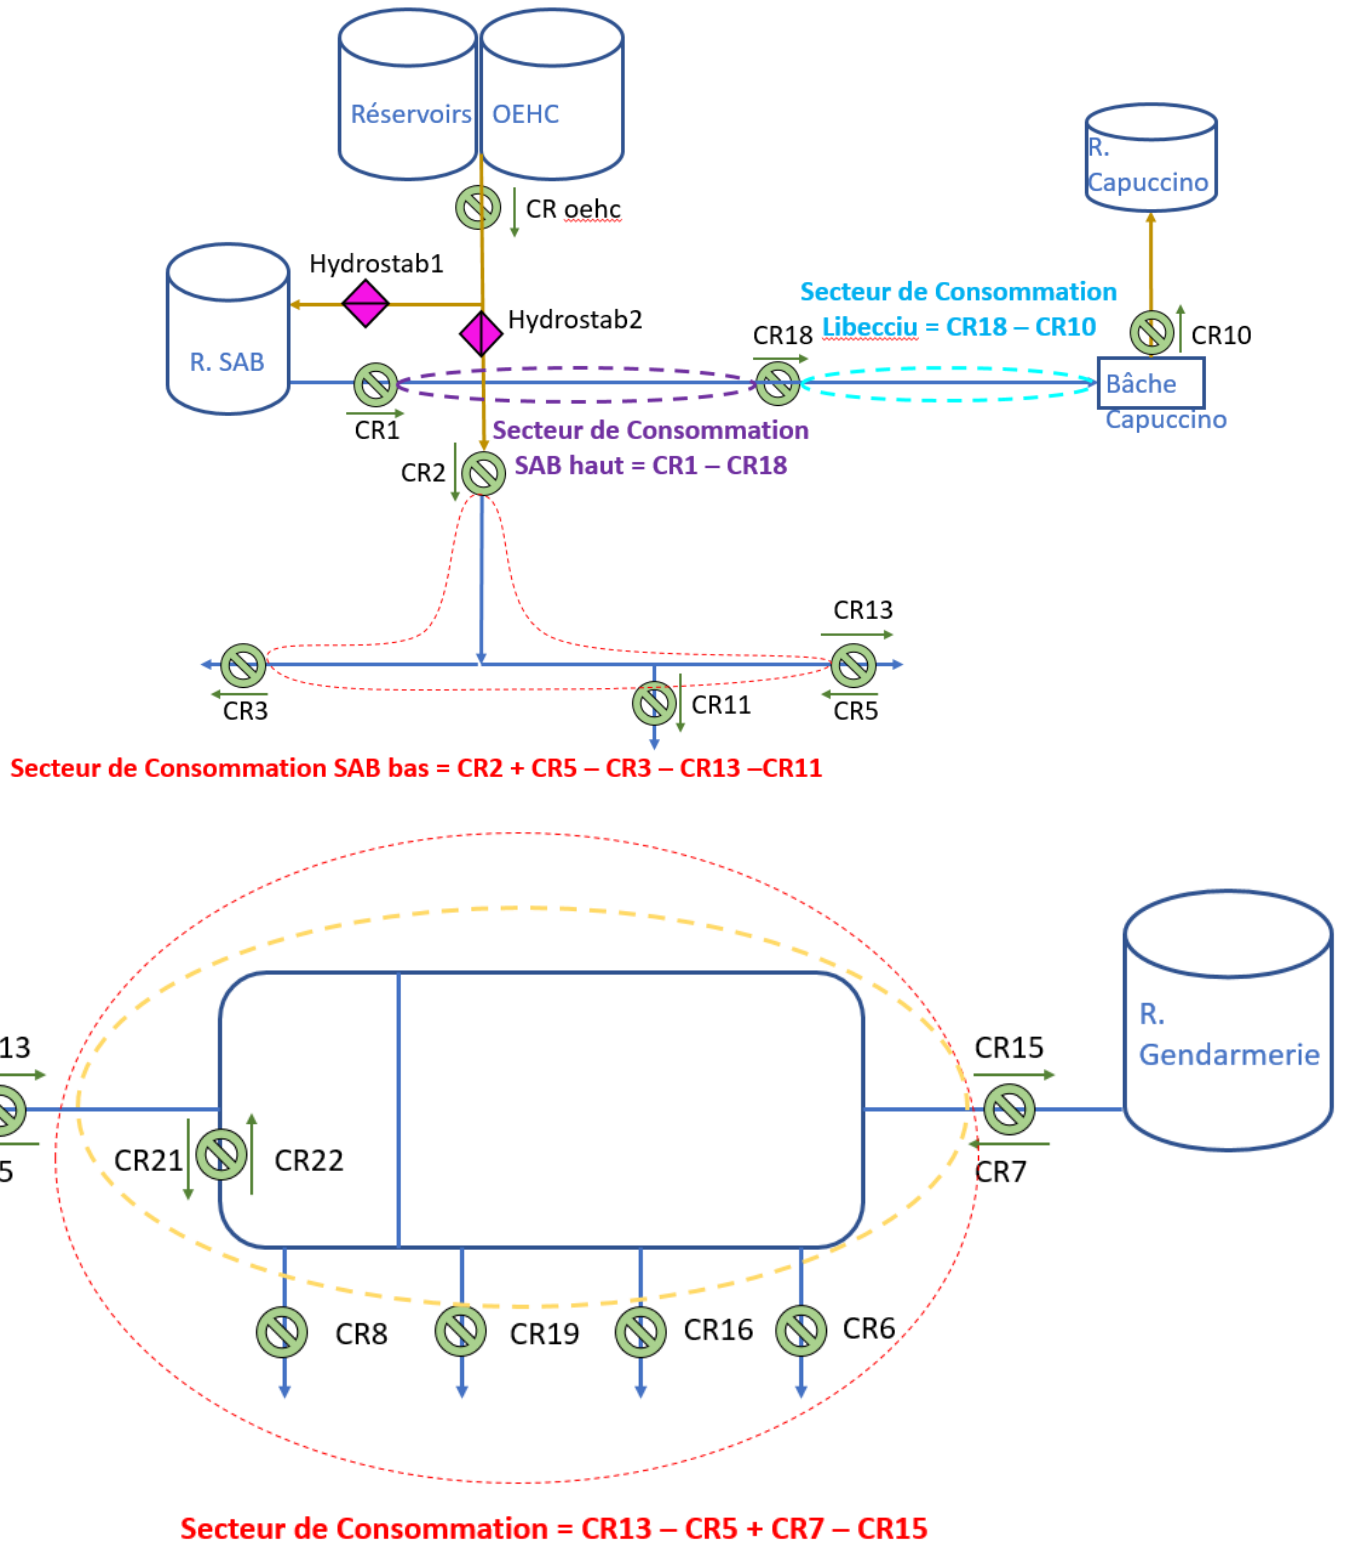 Réservoirs
OEHC
R.
Capuccino
CR oehc
Hydrostab1
Hydrostab2
Secteur de Consommation
Libecciu = CR18 – CR10
CR18
CR10
R. SAB
Bâche
Capuccino
CR1
Secteur de Consommation
SAB haut = CR1 – CR18
CR2
CR13
CR3
CR11
CR5
Secteur de Consommation SAB bas = CR2 + CR5 – CR3 – CR13 –CR11
R.
Gendarmerie
13
CR15
CR21
CR22
5
CR7
CR8
CR19
CR16
CR6
Secteur de Consommation = CR13 – CR5 + CR7 – CR15